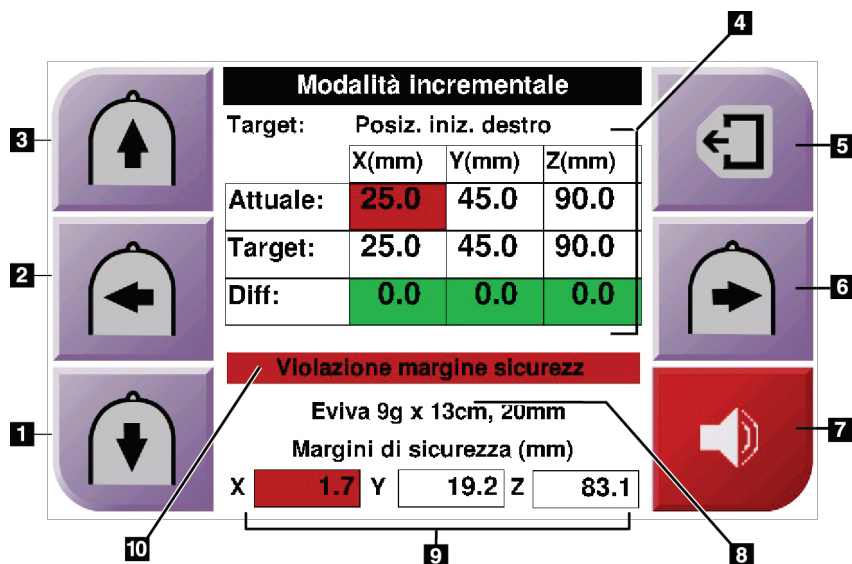 4
Modalità incrementale
3
Target: Posiz. iniz. destro
5
X(mm) Y(mm) Z(mm)
Attuale: 25.0 45.0 90.0
Target: 25.0 45.0 90.0
2
6
Diff: 0.0 0.0 0.0
Violazione margine sicurezz
Eviva 9g x 13cm, 20mm
1
7
Margini di sicurezza (mm)
X 1.7 Y 19.2 Z 83.1
10
9
8